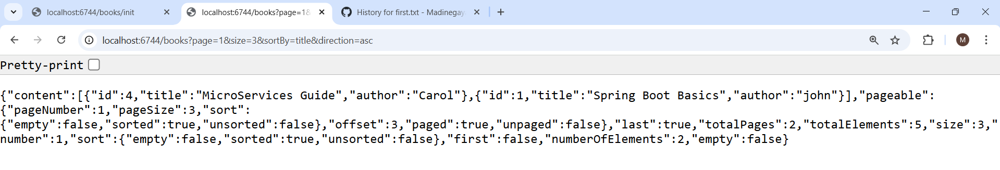 localhost:6744/books/init
localhost:6744/books?page=1&
History for first.txt - Madinegay
localhost:6744/books?page=1&size=3&sortBy=title&direction=asc
M
Pretty-print
{"content":[{"id":4,"title":"MicroServices Guide","author":"Carol"},{"id":1,"title":"Spring Boot Basics","author":"john"}],"pageable":
{"pageNumber":1,"pageSize":3,"sort":
{"empty":false,"sorted":true,"unsorted":false},"offset":3,"paged":true,"unpaged":false},"last":true,"totalPages":2,"totalElements":5,"size":3,"
number":1,"sort":{"empty":false,"sorted":true,"unsorted":false},"first":false,"numberOfElements":2,"empty":false}